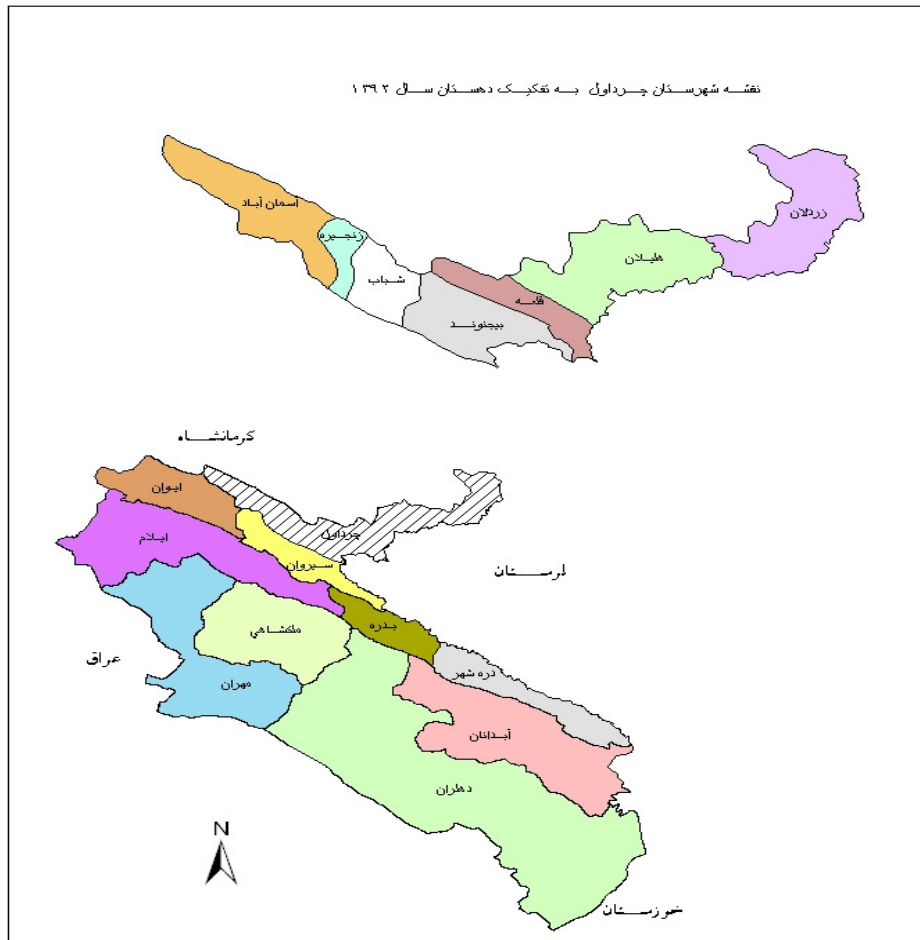 نقشه شهرستان چرداول به تفکیک دهستان سال ۱۳۹۲
آسمان آباد
زنجیره
شباب
قلعه
بیجنوند
هلیلان
زردلان
کرمانشاه
ایوان
چرداول
ایلام
سیروان
لرستان
ملکشاهی
بدره
عراق
مهران
دره شهر
آبدانان
دهلران
N
خوزستان